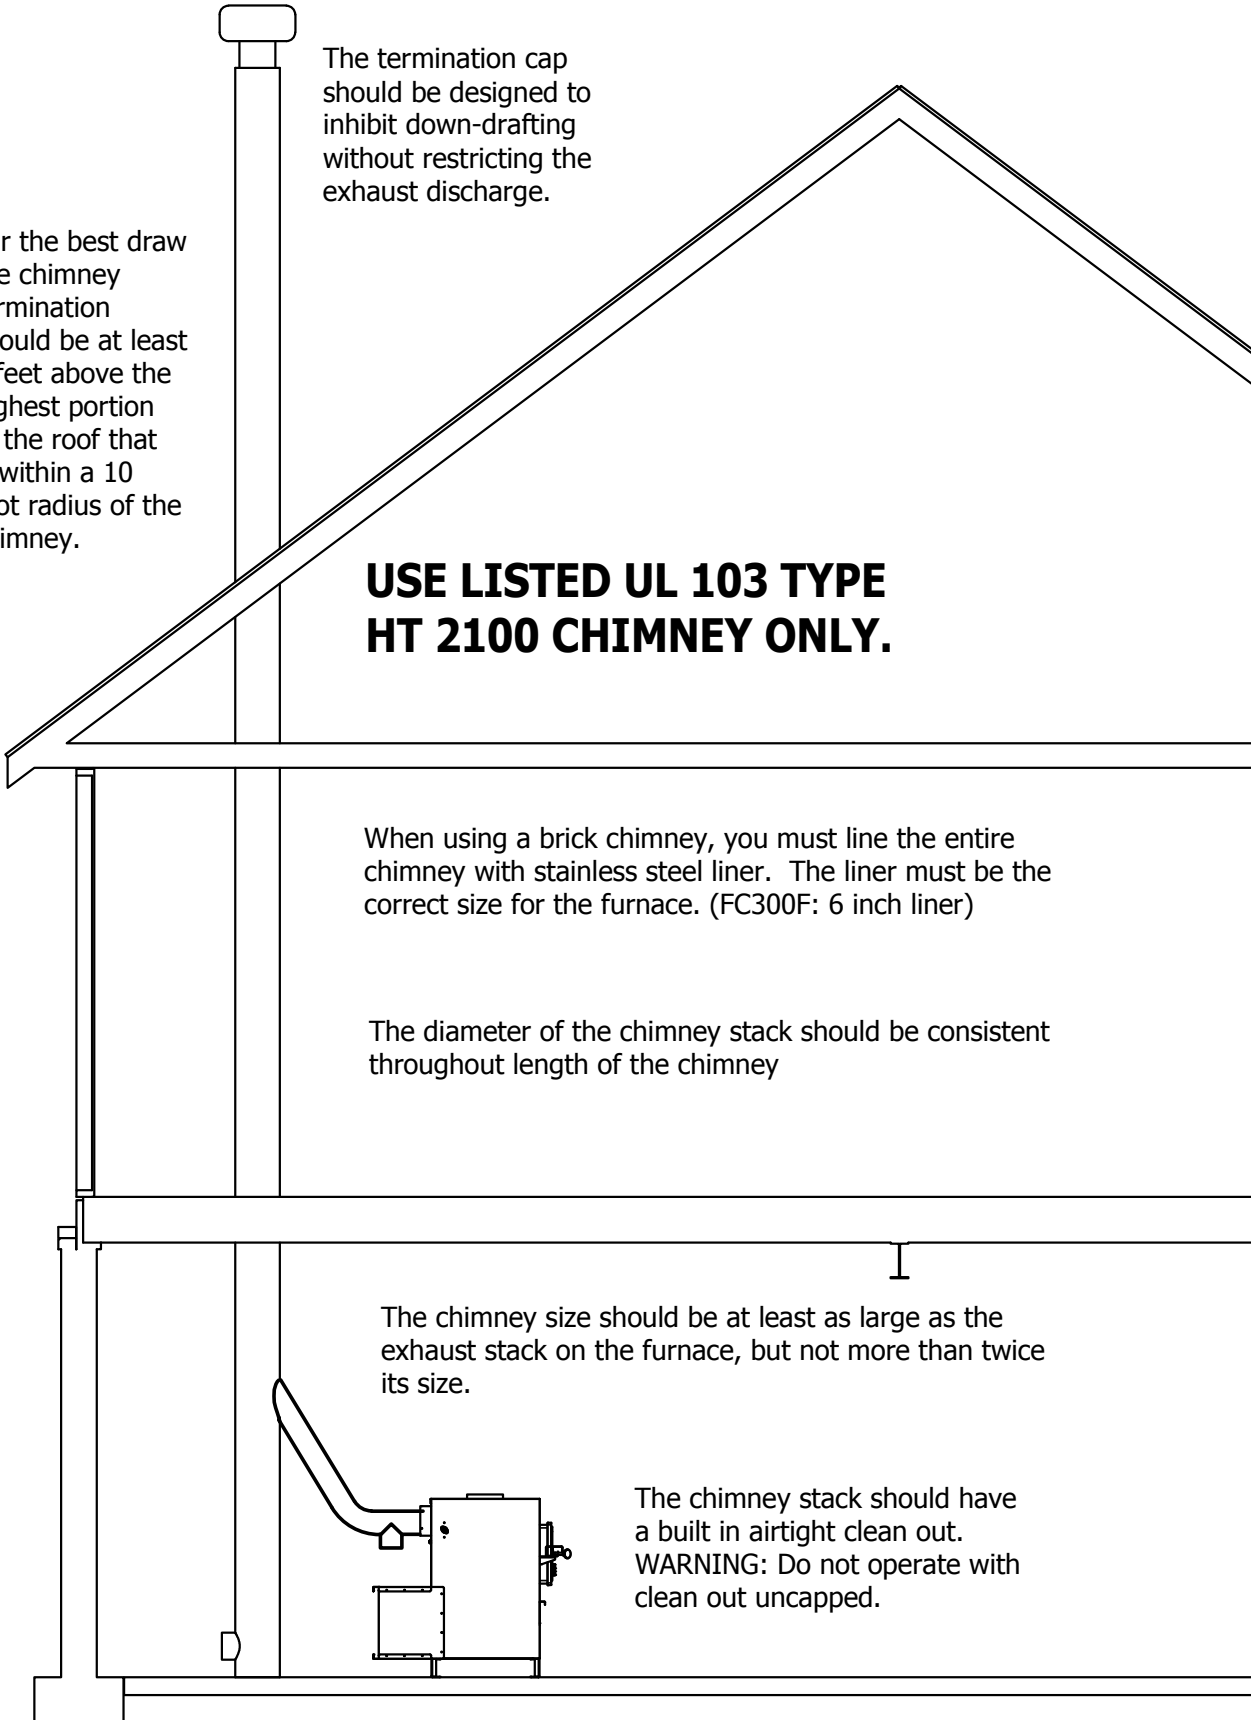 The termination cap
should be designed to
inhibit down-drafting
without restricting the
exhaust discharge.
r the best draw
e chimney
rmination
ould be at least
feet above the
ghest portion
the roof that
within a 10
ot radius of the
imney.
USE LISTED UL 103 TYPE
HT 2100 CHIMNEY ONLY.
When using a brick chimney, you must line the entire
chimney with stainless steel liner.  The liner must be the
correct size for the furnace. (FC300F: 6 inch liner)
The diameter of the chimney stack should be consistent
throughout length of the chimney
The chimney size should be at least as large as the
exhaust stack on the furnace, but not more than twice
its size.
The chimney stack should have
a built in airtight clean out.
WARNING: Do not operate with
clean out uncapped.